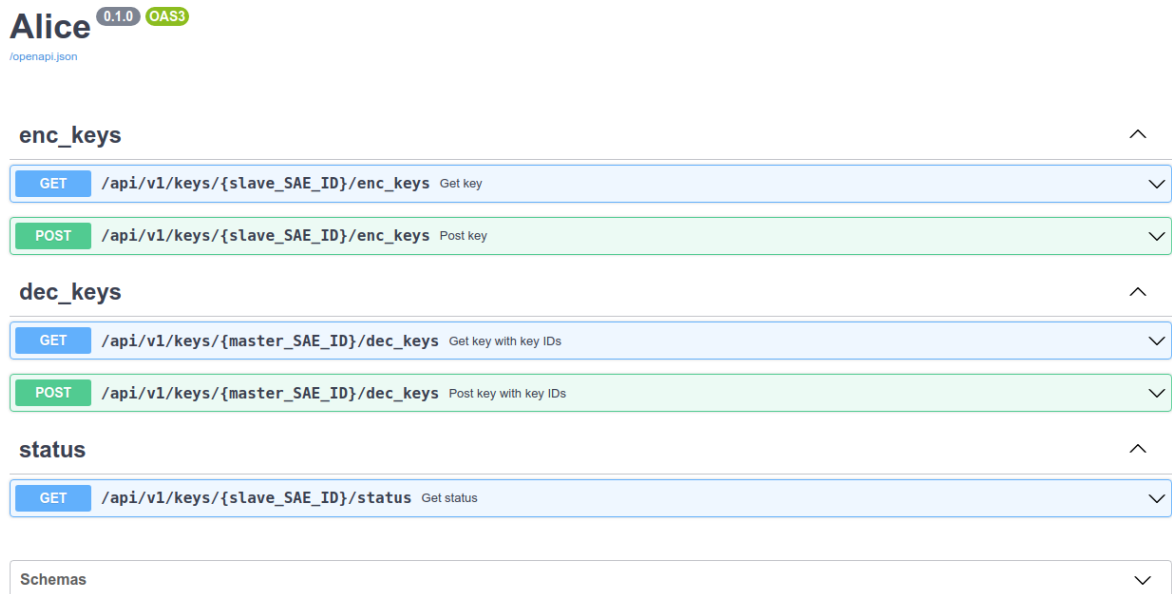 Alice 0.1.0 OAS3
/openapi.json
enc_keys
GET /api/v1/keys/{slave_SAE_ID}/enc_keys Get key
POST /api/v1/keys/{slave_SAE_ID}/enc_keys Post key
dec_keys
GET /api/v1/keys/{master_SAE_ID}/dec_keys Get key with key IDs
POST /api/v1/keys/{master_SAE_ID}/dec_keys Post key with key IDs
status
GET /api/v1/keys/{slave_SAE_ID}/status Get status
Schemas